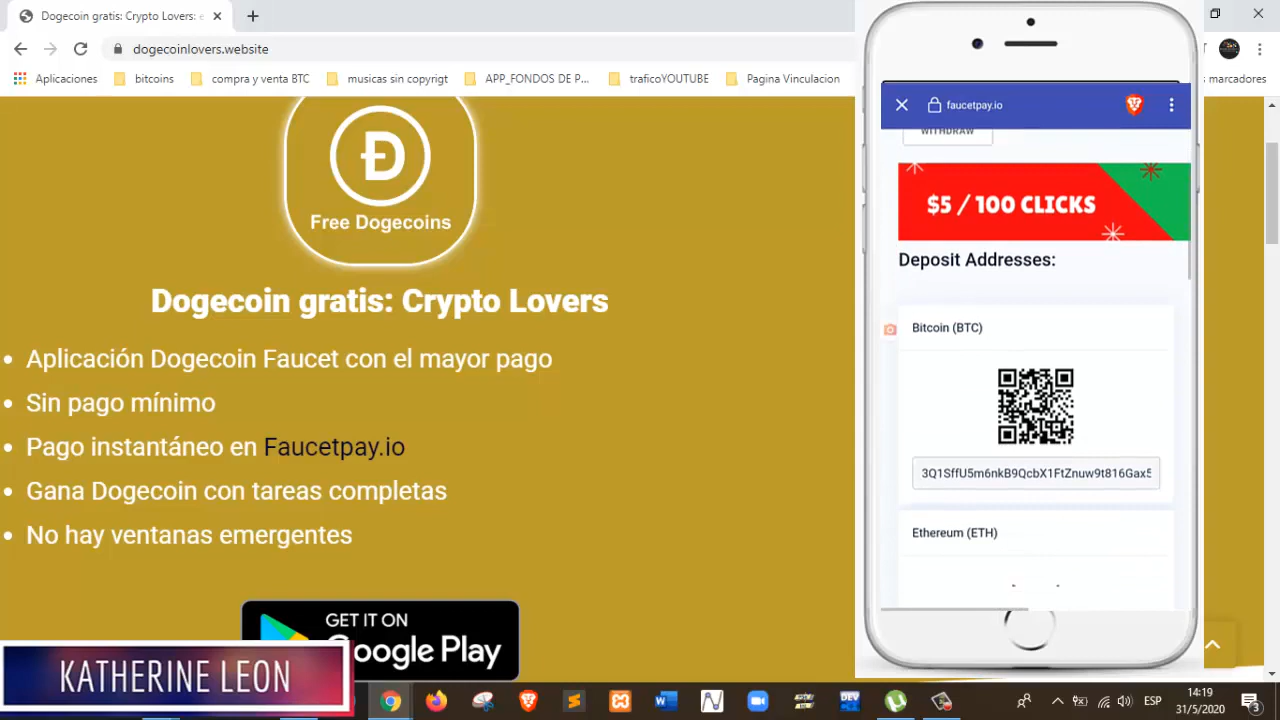 Dogecoin gratis: Crypto Lovers:
dogecoinlovers.website
Aplicaciones
bitcoins
compra y venta BTC
musicas sin copyrigt
APP_FONDOS DE P...
traficoYOUTUBE
Pagina Vinculacion
marcadores
Free Dogecoins
Dogecoin gratis: Crypto Lovers
Aplicación Dogecoin Faucet con el mayor pago
Sin pago mínimo
Pago instantáneo en Faucetpay.io
Gana Dogecoin con tareas completas
No hay ventanas emergentes
GET IT ON
Google Play
KATHERINE LEON
faucetpay.io
WITHDRAW
$5 / 100 CLICKS
Deposit Addresses:
Bitcoin (BTC)
3Q1SffU5m6nkB9QcbX1FtZnuw9t816Gax5
Ethereum (ETH)
DEV
ESP
14:19
31/5/2020
3